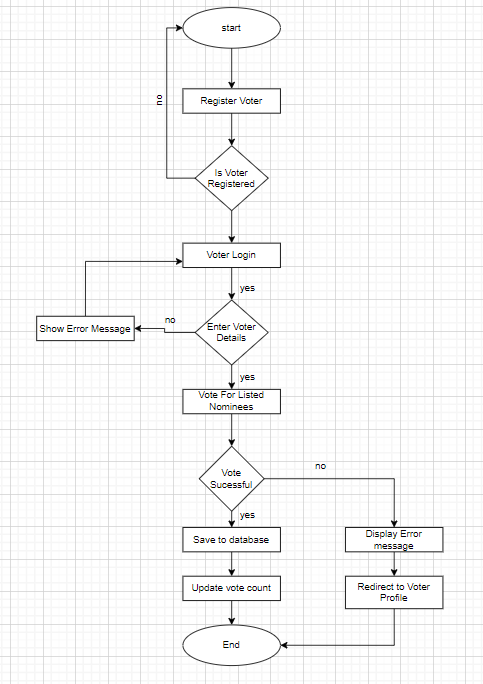 start
no
Register Voter
Is Voter
Registered
Voter Login
yes
Show Error Message
no
Enter Voter
Details
yes
Vote For Listed
Nominees
no
Vote
Sucessful
yes
Save to database
Display Error
message
Update vote count
Redirect to Voter
Profile
End